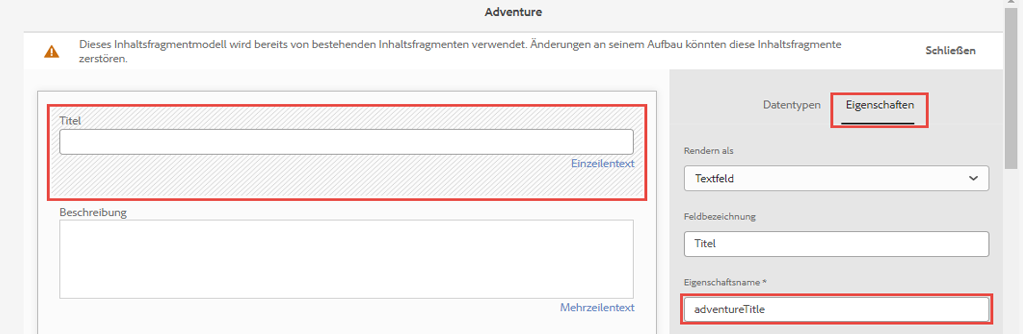 Adventure
Dieses Inhaltsfragmentmodell wird bereits von bestehenden Inhaltsfragmenten verwendet. Änderungen an seinem Aufbau könnten diese Inhaltsfragmente
zerstören.
Schließen
Titel
Einzeilentext
Beschreibung
Mehrzeilentext
Datentypen Eigenschaften
Rendern als
Textfeld
Feldbezeichnung
Titel
Eigenschaftsname *
adventureTitle